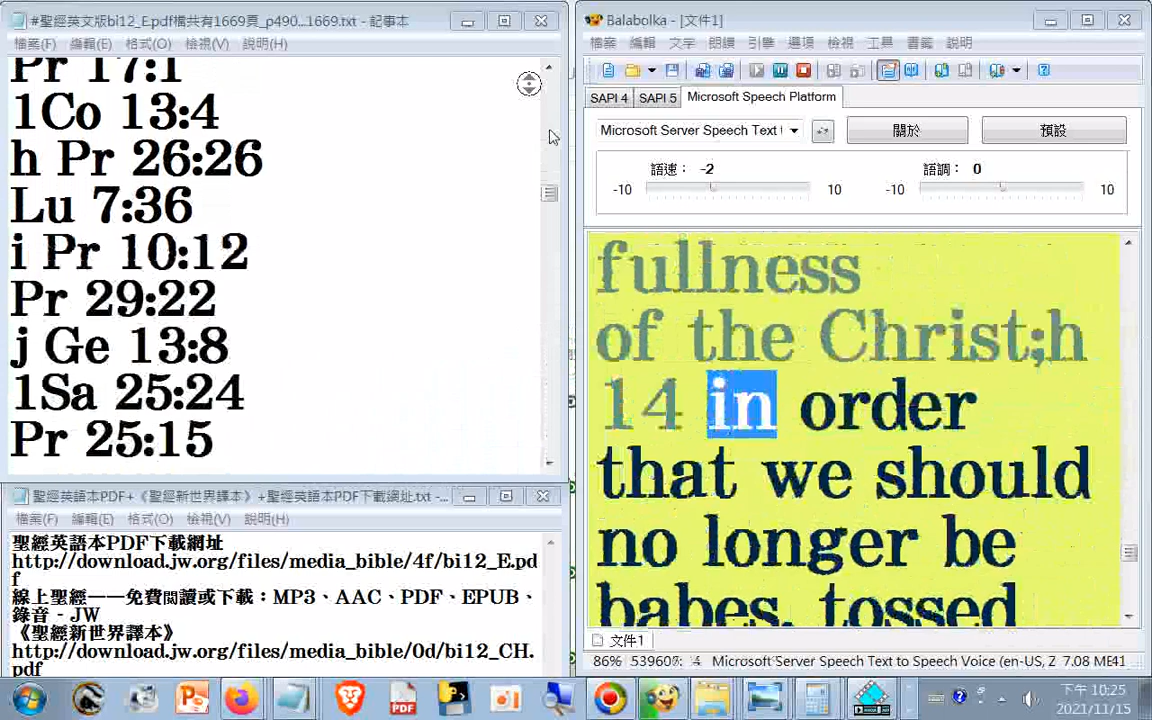 #聖經英文版bi12_E.pdf檔共有1669頁_p490...1669.txt - 記事本
檔案(F) 編輯(E) 格式(O) 檢視(V) 說明(H)
Pr 17:1
1Co 13:4
h Pr 26:26
Lu 7:36
i Pr 10:12
Pr 29:22
j Ge 13:8
1Sa 25:24
Pr 25:15
聖經英語本PDF+《聖經新世界譯本》+聖經英語本PDF下載網址.txt -...
檔案(F) 編輯(E) 格式(O) 檢視(V) 說明(H)
聖經英語本PDF下載網址
http://download.jw.org/files/media_bible/4f/bi12_E.pd
f
線上聖經——免費閱讀或下載：MP3、AAC、PDF、EPUB、
錄音 - JW
《聖經新世界譯本》
http://download.jw.org/files/media_bible/0d/bi12_CH.
pdf
Balabolka - [文件1]
檔案 編輯 文字 朗讀 引擎 選項 檢視 工具 書籤 說明
SAPI 4 SAPI 5 Microsoft Speech Platform
Microsoft Server Speech Text 關於 預設
語速： -2 語調： 0
-10 10 -10 10
fullness
of the Christ;h
14 in order
that we should
no longer be
babes, tossed
文件1
86% Microsoft Server Speech Text to Speech Voice (en-US, Z 7.08 ME
PDF
下午 10:25
2021/11/15